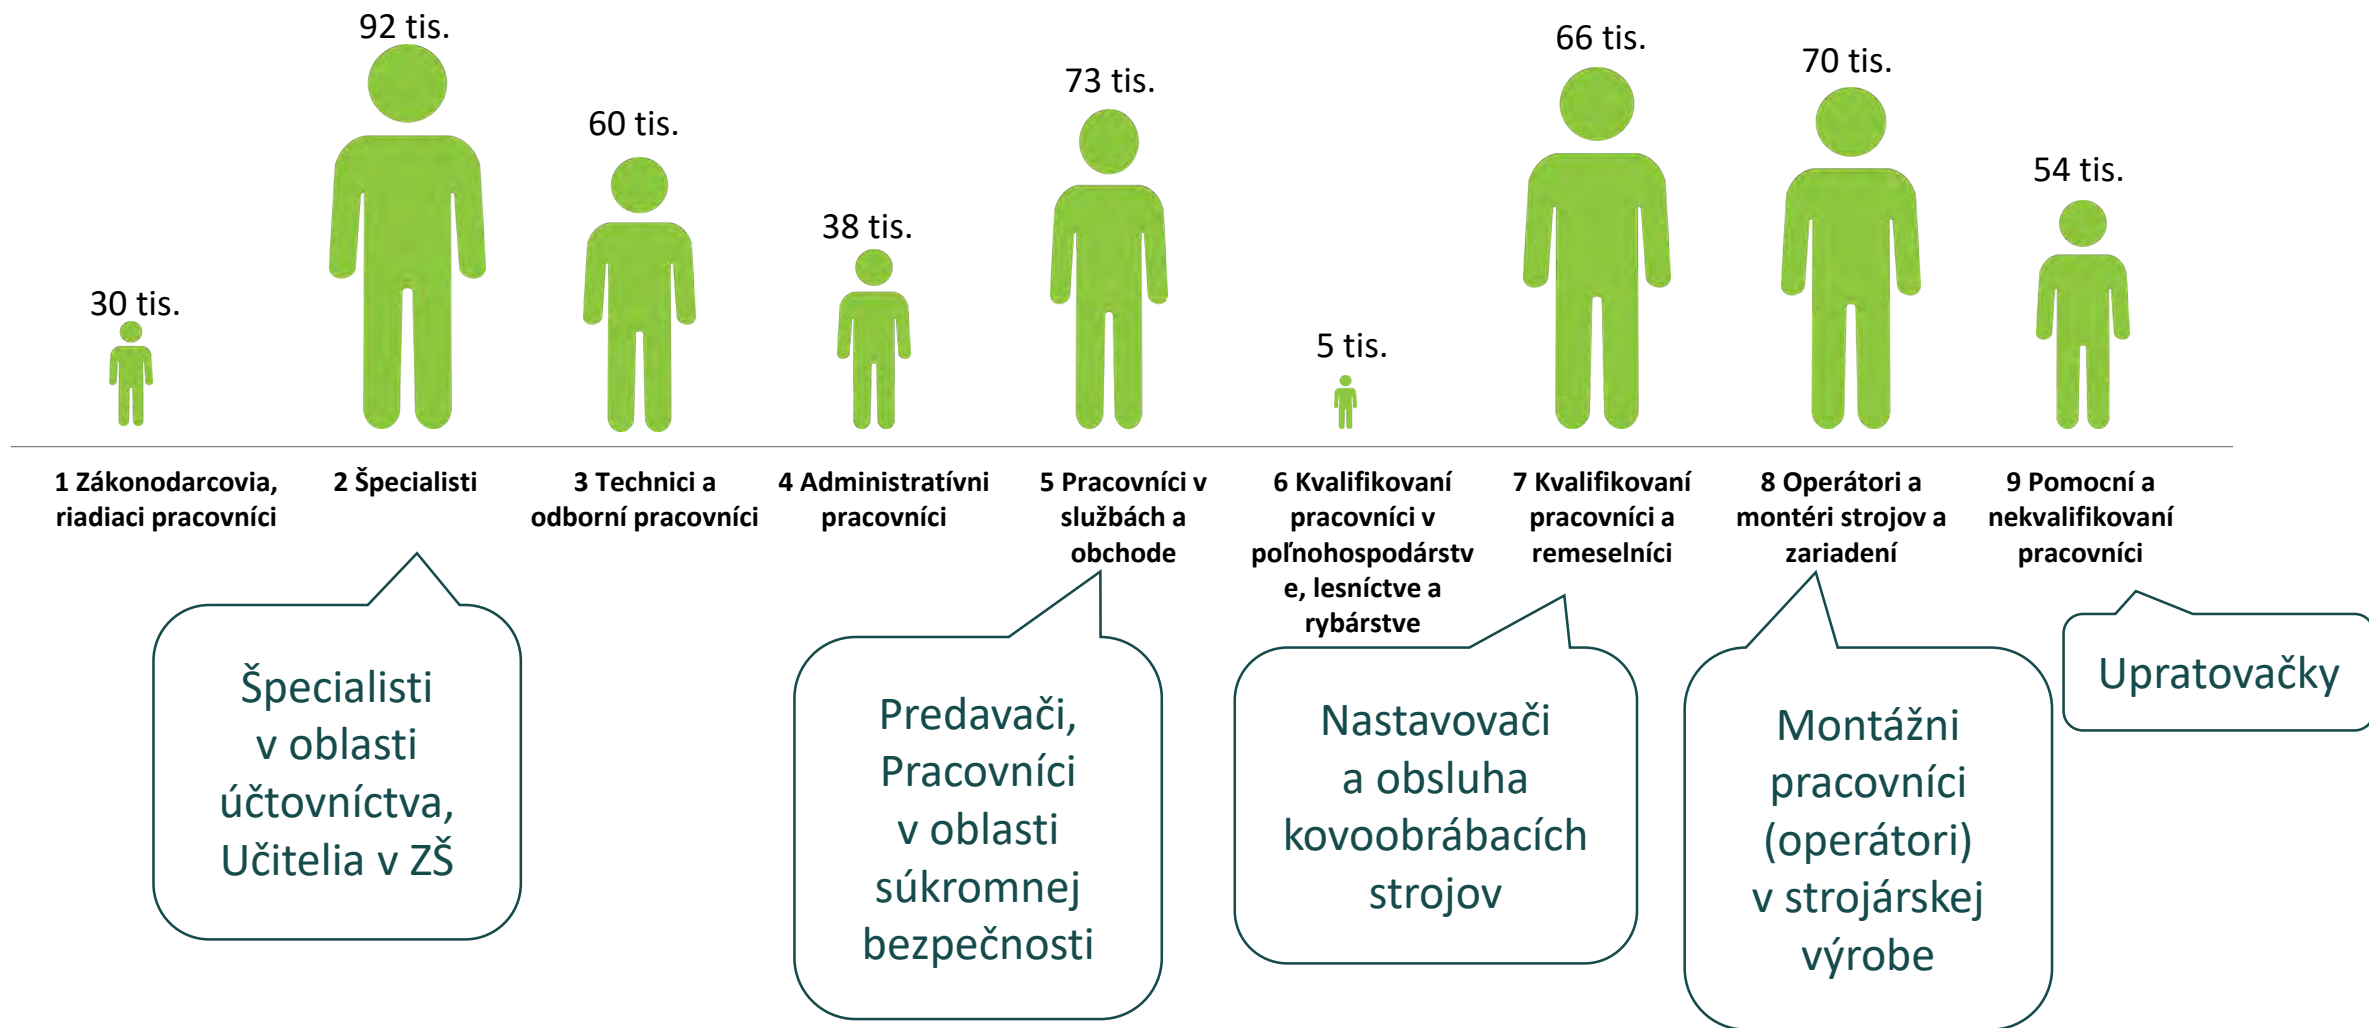 92 tis.
66 tis.
70 tis.
73 tis.
60 tis.
54 tis.
38 tis.
30 tis.
5 tis.
1 Zákonodarcovia,
riadiaci pracovníci
2 Špecialisti
3 Technici a
odborní pracovníci
4 Administratívni
pracovníci
5 Pracovníci v
službách a
obchode
6 Kvalifikovaní
pracovníci v
poľnohospodárstv
e, lesníctve a
rybárstve
7 Kvalifikovaní
pracovníci a
remeselníci
8 Operátori a
montéri strojov a
zariadení
9 Pomocní a
nekvalifikovaní
pracovníci
Špecialisti
v oblasti
účtovníctva,
Učitelia v ZŠ
Predavači,
Pracovníci
v oblasti
súkromnej
bezpečnosti
Nastavovači
a obsluha
kovoobrábacích
strojov
Montážni
pracovníci
(operátori)
v strojárskej
výrobe
Upratovačky